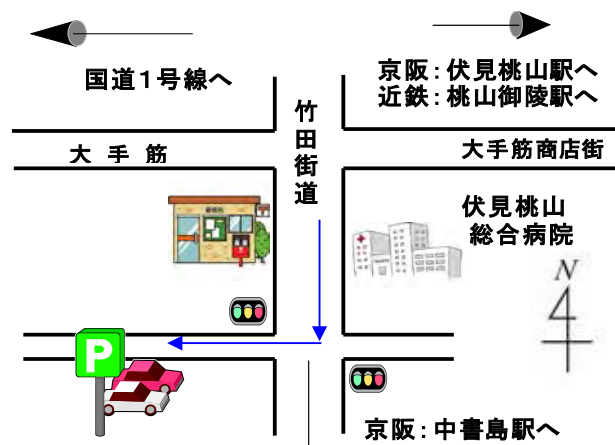 国道1号線へ
京阪：伏見桃山駅へ
近鉄：桃山御陵駅へ
竹田街道
大手筋
大手筋商店街
伏見桃山
総合病院
N
P
京阪：中書島駅へ